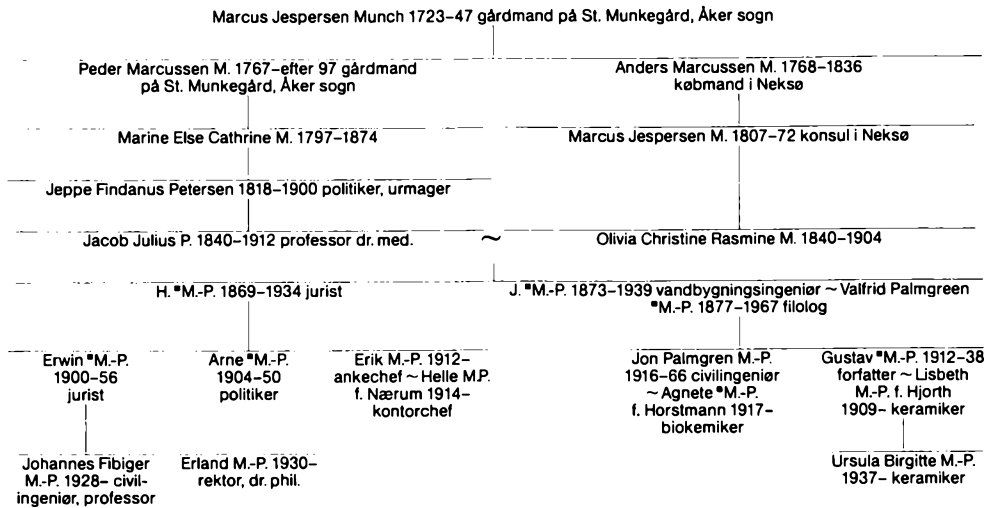 Marcus Jespersen Munch 1723–47 gårdmand på St. Munkegård, Åker sogn
Peder Marcussen M. 1767–efter 97 gårdmand
på St. Munkegård, Åker sogn
Anders Marcussen M. 1768–1836
købmand i Neksø
Marine Else Cathrine M. 1797–1874
Marcus Jespersen M. 1807–72 konsul i Neksø
Jeppe Findanus Petersen 1818–1900 politiker, urmager
Jacob Julius P. 1840–1912 professor dr. med.
~
Olivia Christine Rasmine M. 1840–1904
H. ■M.-P. 1869–1934 jurist
J. ■M.-P. 1873–1939 vandbygningsingeniør ~ Valfrid Palmgreen
■M.-P. 1877–1967 filolog
Erwin ■M.-P.
1900–56
jurist
Arne ■M.-P.
1904–50
politiker
Erik M.-P. 1912–
ankechef ~ Helle M.P.
f. Nærum 1914–
kontorchef
Jon Palmgren M.-P.
1916–66 civilingeniør
~ Agnete ■M.-P.
f. Horstmann 1917–
biokemiker
Gustav ■M.-P. 1912–38
forfatter ~ Lisbeth
M.-P. f. Hjorth
1909– keramiker
Johannes Fibiger
M.-P. 1928– civil-
ingeniør, professor
Erland M.-P. 1930–
rektor, dr. phil.
Ursula Birgitte M.-P.
1937– keramiker